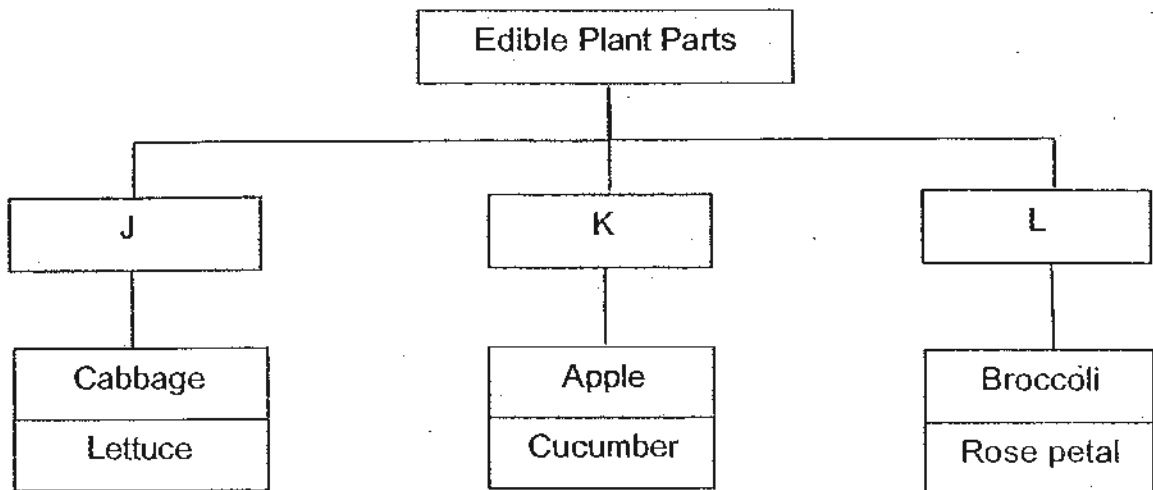 Edible Plant Parts
J
K
L
Cabbage
Lettuce
Apple
Cucumber
Broccoli
Rose petal